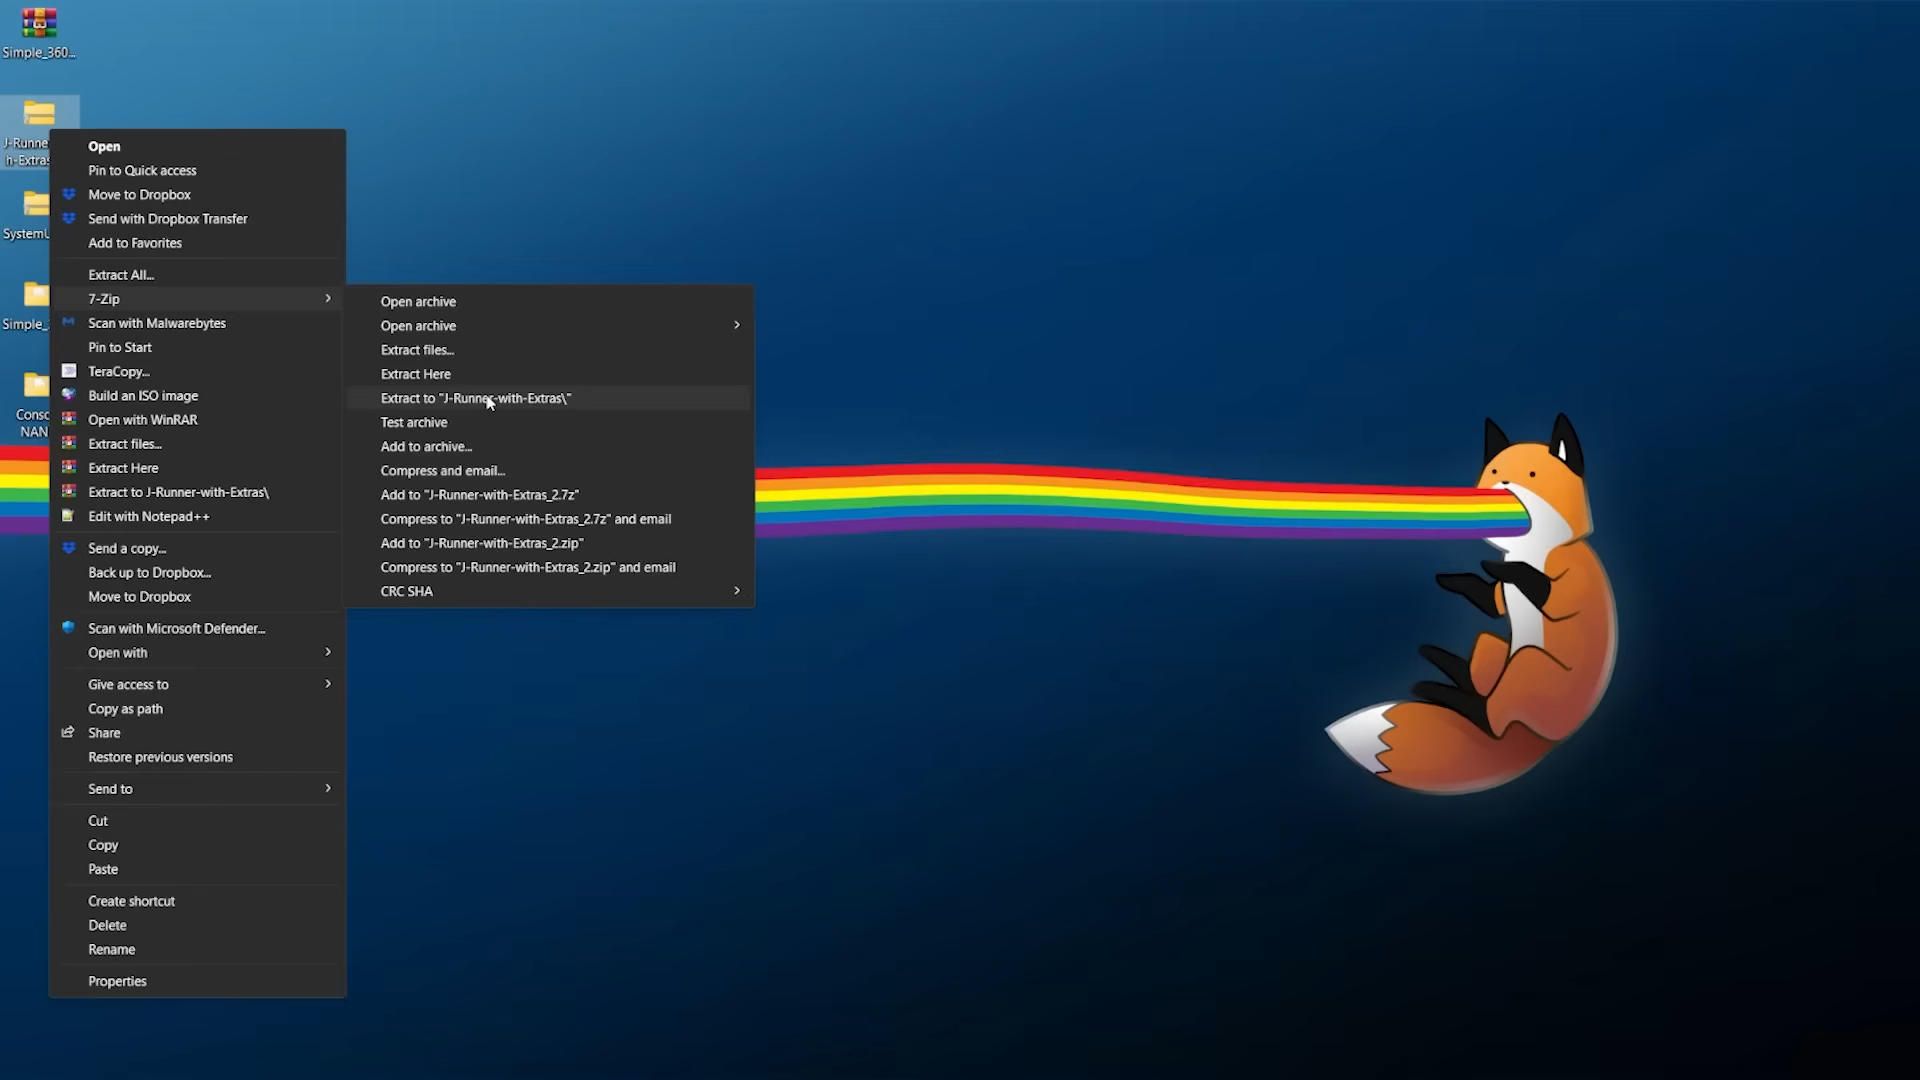 Simple_360...
J-Runne
h-Extras
SystemU
Simple_
Conso
NAN
Open
Pin to Quick access
Move to Dropbox
Send with Dropbox Transfer
Add to Favorites
Extract All...
7-Zip
Scan with Malwarebytes
Pin to Start
TeraCopy...
Build an ISO image
Open with WinRAR
Extract files...
Extract Here
Extract to J-Runner-with-Extras\
Edit with Notepad++
Send a copy...
Back up to Dropbox...
Move to Dropbox
Scan with Microsoft Defender...
Open with
Give access to
Copy as path
Share
Restore previous versions
Send to
Cut
Copy
Paste
Create shortcut
Delete
Rename
Properties
Open archive
Open archive
Extract files...
Extract Here
Extract to "J-Runner-with-Extras\"
Test archive
Add to archive...
Compress and email...
Add to "J-Runner-with-Extras_2.7z"
Compress to "J-Runner-with-Extras_2.7z" and email
Add to "J-Runner-with-Extras_2.zip"
Compress to "J-Runner-with-Extras_2.zip" and email
CRC SHA